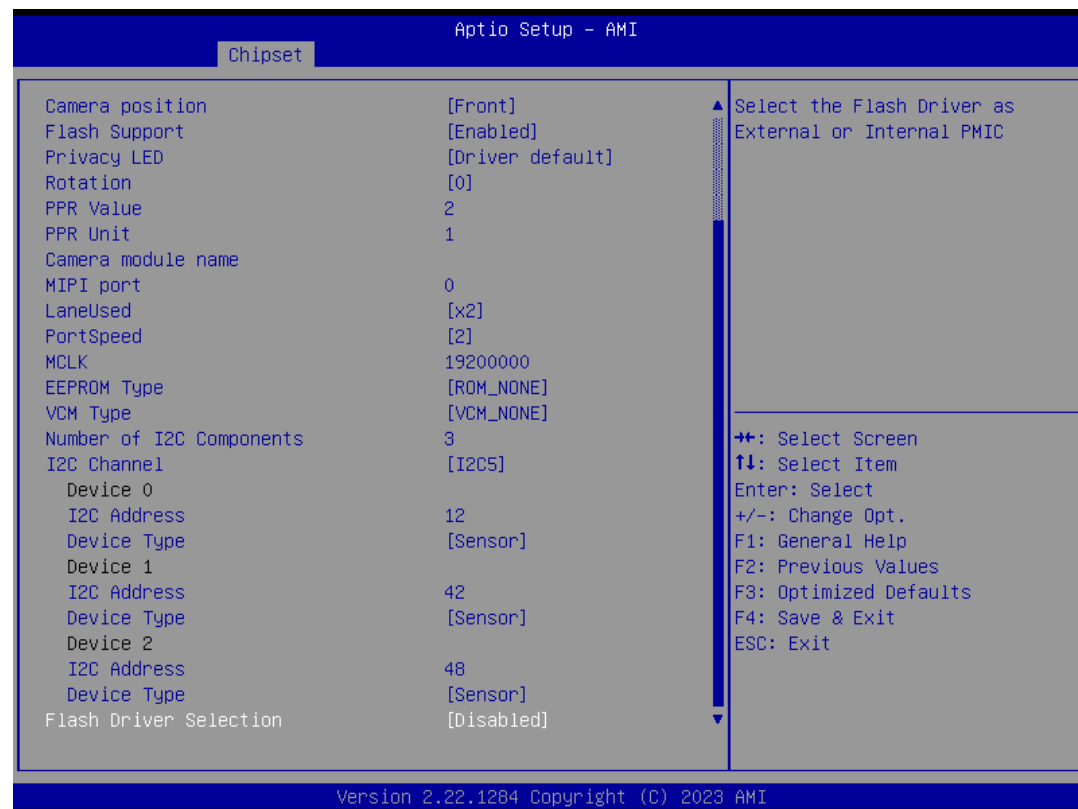 Aptio Setup – AMI
Chipset
Camera position [Front]
Flash Support [Enabled]
Privacy LED [Driver default]
Rotation [0]
PPR Value 2
PPR Unit 1
Camera module name
MIPI port 0
LaneUsed [x2]
PortSpeed [2]
MCLK 19200000
EEPROM Type [ROM_NONE]
VCM Type [VCM_NONE]
Number of I2C Components 3
I2C Channel [I2C5]
Device 0
I2C Address 12
Device Type [Sensor]
Device 1
I2C Address 42
Device Type [Sensor]
Device 2
I2C Address 48
Device Type [Sensor]
Flash Driver Selection [Disabled]
Select the Flash Driver as
External or Internal PMIC
→←: Select Screen
↑↓: Select Item
Enter: Select
+/-: Change Opt.
F1: General Help
F2: Previous Values
F3: Optimized Defaults
F4: Save & Exit
ESC: Exit
Version 2.22.1284 Copyright (C) 2023 AMI